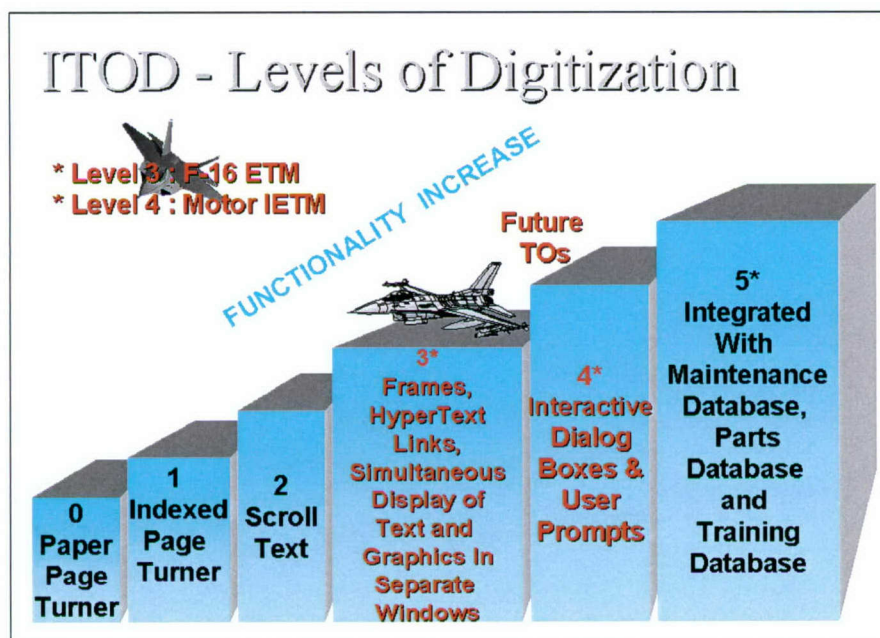 ITOD - Levels of Digitization
* Level 3 : F-16 ETM
* Level 4 : Motor IETM
FUNCTIONALITY INCREASE
Future
TOs
0
Paper
Page
Turner
1
Indexed
Page
Turner
2
Scroll
Text
3*
Frames,
HyperText
Links,
Simultaneous
Display of
Text and
Graphics In
Separate
Windows
4*
Interactive
Dialog
Boxes &
User
Prompts
5*
Integrated
With
Maintenance
Database,
Parts
Database
and
Training
Database